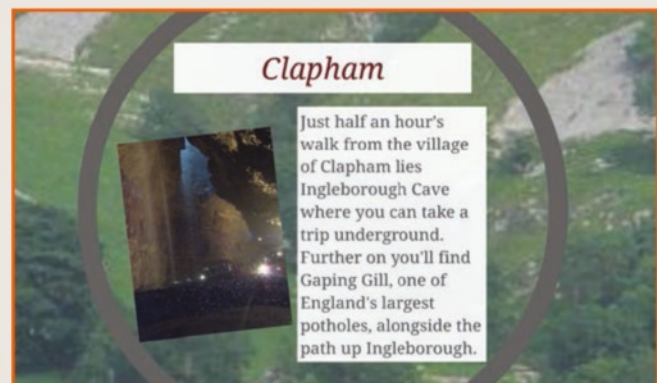 Clapham
Just half an hour's
walk from the village
of Clapham lies
Ingleborough Cave
where you can take a
trip underground.
Further on you'll find
Gaping Gill, one of
England's largest
potholes, alongside the
path up Ingleborough.